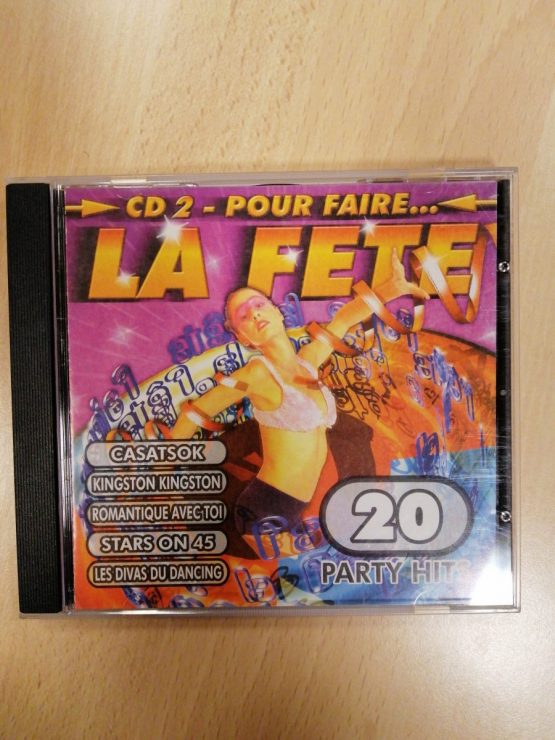 CD 2 - POUR FAIRE...
LA FETE
CASATSOK
KINGSTON KINGSTON
ROMANTIQUE AVEC TOI
STARS ON 45
LES DIVAS DU DANCING
20
PARTY HITS